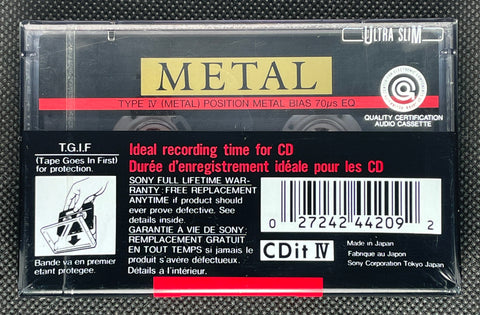 ULTRA SLIM
METAL
TYPE IV (METAL) POSITION METAL BIAS 70µs EQ
QUALITY CERTIFICATION
AUDIO CASSETTE
T.G.I.F
(Tape Goes In First)
for protection.
Bande va en premier
etant protegee.
Ideal recording time for CD
Durée d'enregistrement idéale pour les CD
SONY FULL LIFETIME WAR-
RANTY: FREE REPLACEMENT
ANYTIME if product should
ever prove defective. See
details inside.
GARANTIE A VIE DE SONY:
REMPLACEMENT GRATUIT
EN TOUT TEMPS si jamais le
produit s'avère défectueux.
Détails à l'intérieur.
0 27242 44209 2
CDit IV
Made in Japan
Fabrique au Japon
Sony Corporation Tokyo Japan